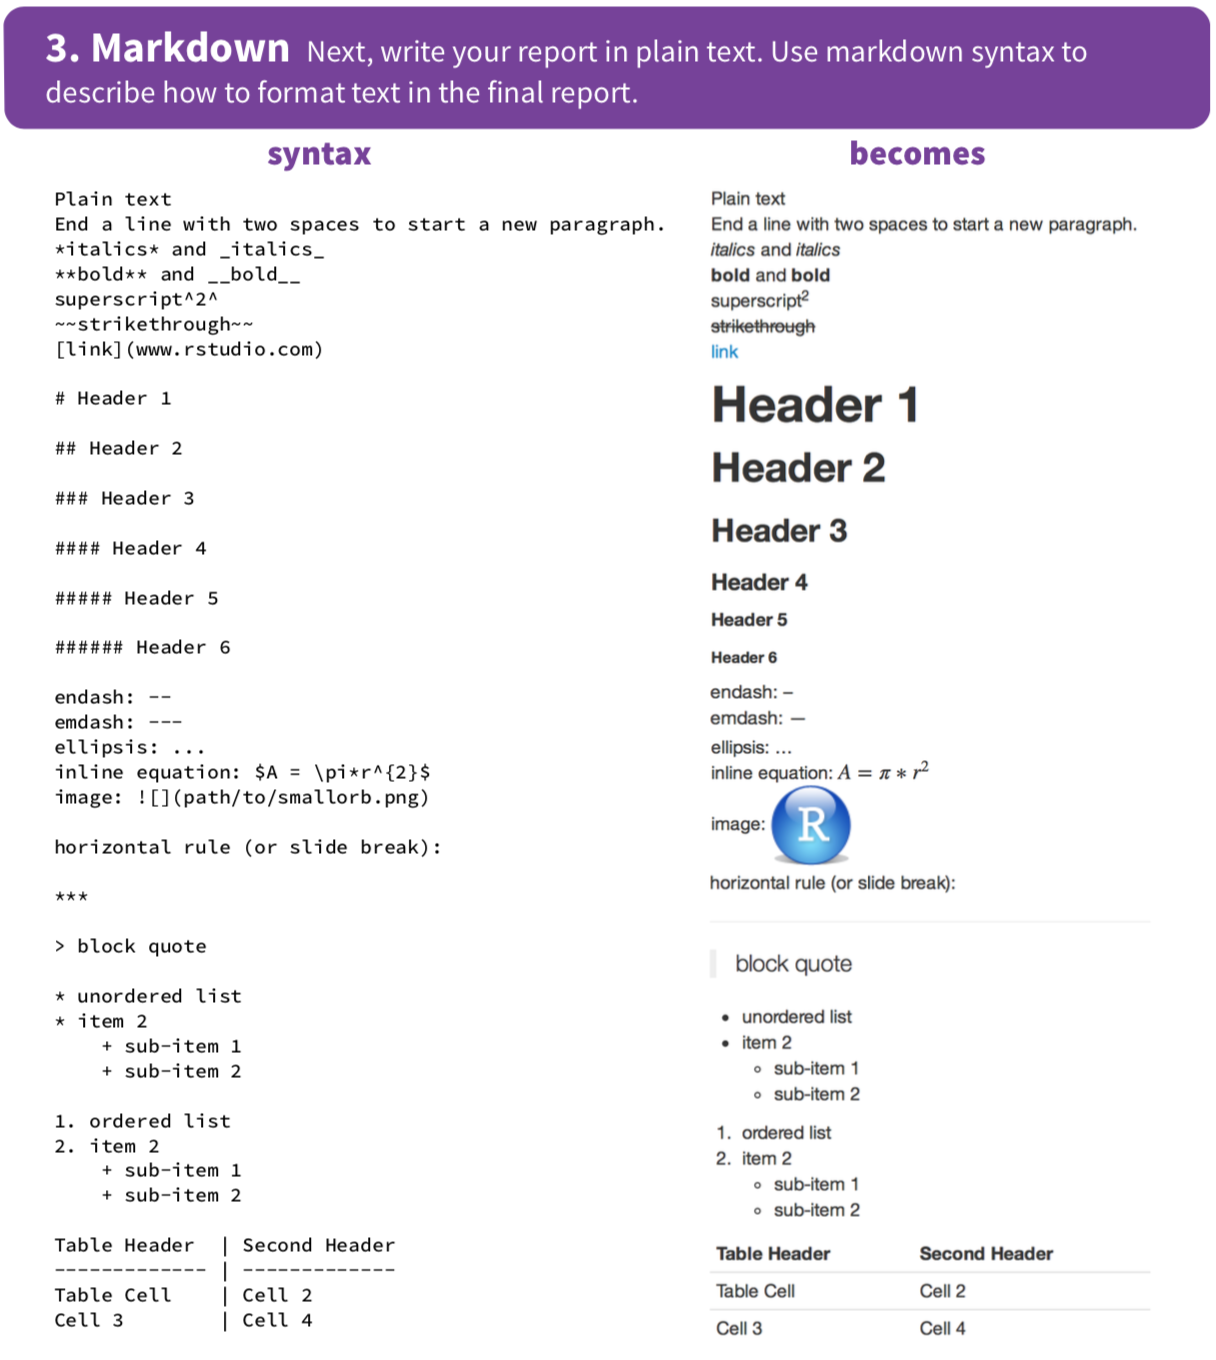 3. Markdown Next, write your report in plain text. Use markdown syntax to
describe how to format text in the final report.
syntax
Plain text
End a line with two spaces to start a new paragraph.
*italics* and _italics_
**bold** and __bold__
superscript^2^
~~strikethrough~~
[link](www.rstudio.com)
# Header 1
## Header 2
### Header 3
#### Header 4
##### Header 5
###### Header 6
endash: --
emdash: ---
ellipsis: ...
inline equation: $A = \pi*r^{2}$
image: ![](path/to/smallorb.png)
horizontal rule (or slide break):
***
> block quote
* unordered list
* item 2
    + sub-item 1
    + sub-item 2
1. ordered list
2. item 2
    + sub-item 1
    + sub-item 2
Table Header  | Second Header
------------- | -------------
Table Cell    | Cell 2
Cell 3        | Cell 4
becomes
Plain text
End a line with two spaces to start a new paragraph.
italics and italics
bold and bold
superscript²
strikethrough
link
Header 1
Header 2
Header 3
Header 4
Header 5
Header 6
endash: –
emdash: —
ellipsis: …
inline equation: A = π ∗ r²
image: R
horizontal rule (or slide break):
block quote
• unordered list
• item 2
◦ sub-item 1
◦ sub-item 2
1. ordered list
2. item 2
◦ sub-item 1
◦ sub-item 2
Table Header Second Header
Table Cell Cell 2
Cell 3 Cell 4